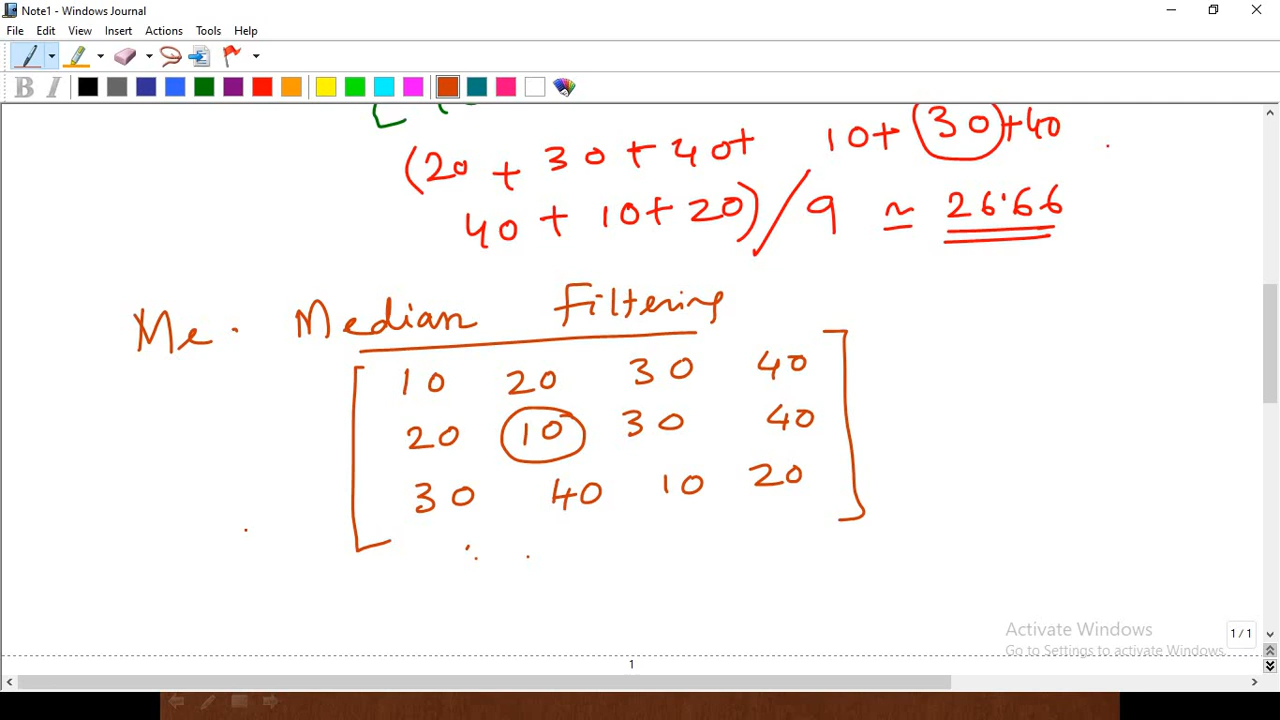 Note1 - Windows Journal
File Edit View Insert Actions Tools Help
B I
(20 + 30 + 40+ 10+ 30 +40
40 + 10+ 20) / 9 ≃ 26.66
Me. Median Filtering
10 20 30 40
20 10 30 40
30 40 10 20
Activate Windows
Go to Settings to activate Windows.
1 / 1
1